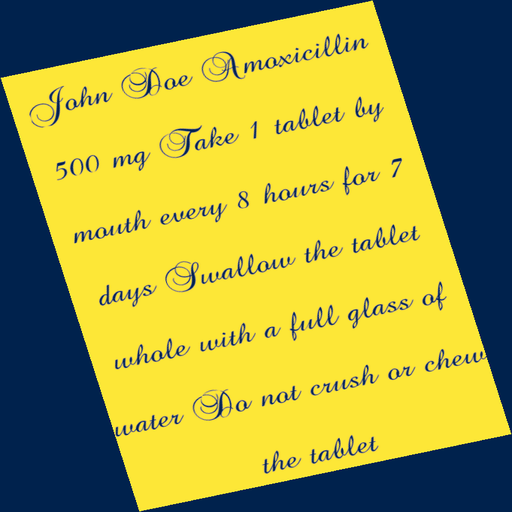 John Doe Amoxicillin
500 mg Take 1 tablet by
mouth every 8 hours for 7
days Swallow the tablet
whole with a full glass of
water Do not crush or chew
the tablet